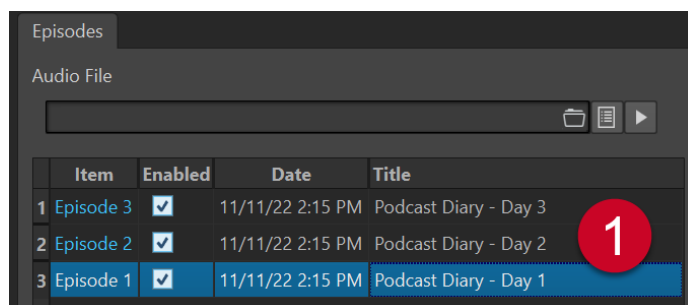 Episodes
Audio File
Item Enabled Date Title
1 Episode 3 11/11/22 2:15 PM Podcast Diary - Day 3
2 Episode 2 11/11/22 2:15 PM Podcast Diary - Day 2
3 Episode 1 11/11/22 2:15 PM Podcast Diary - Day 1
1